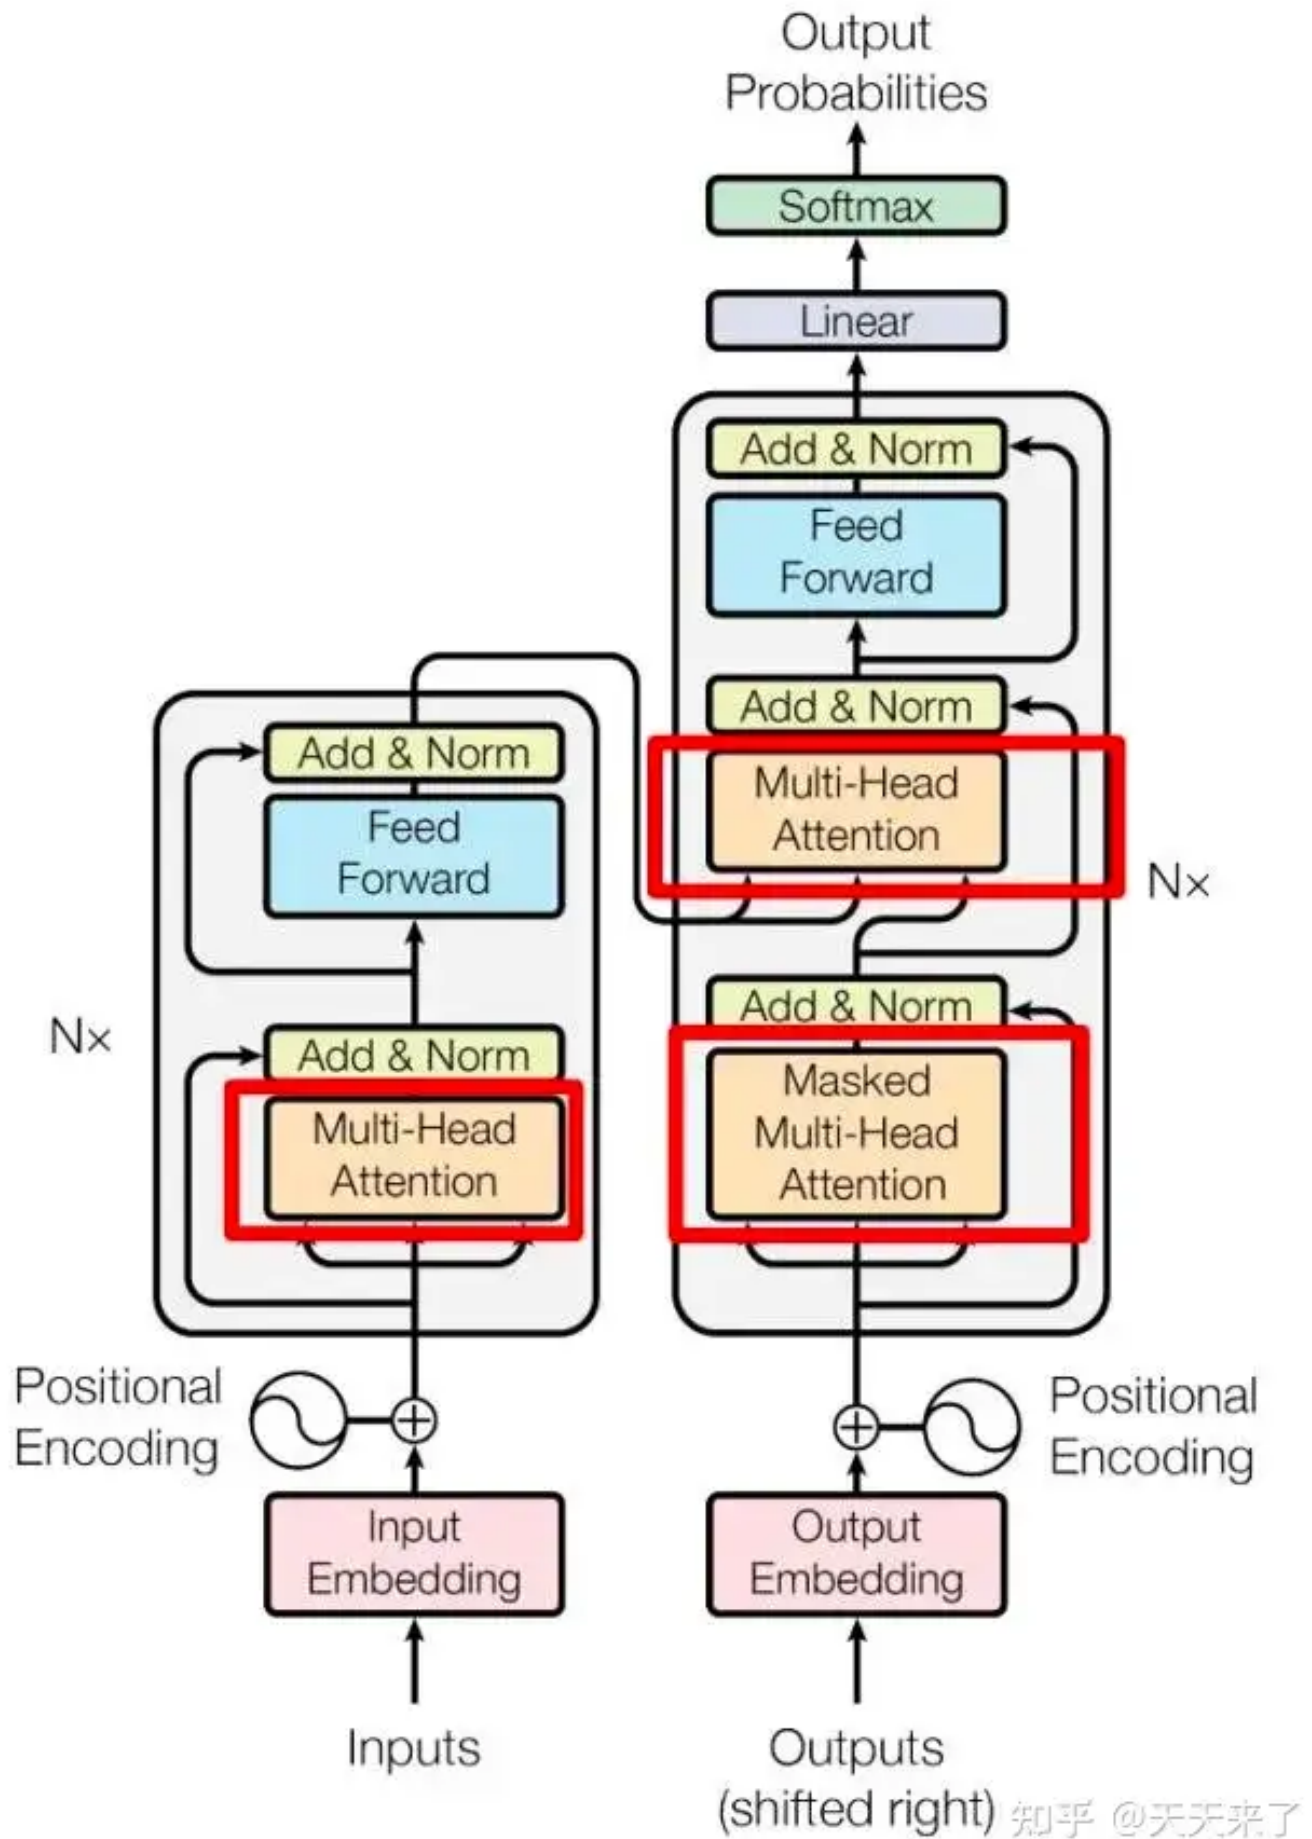 Output
Probabilities
Softmax
Linear
Add & Norm
Feed
Forward
Add & Norm
Multi-Head
Attention
Nx
Add & Norm
Masked
Multi-Head
Attention
Add & Norm
Feed
Forward
Nx
Add & Norm
Multi-Head
Attention
Positional
Encoding
Positional
Encoding
Input
Embedding
Output
Embedding
Inputs
Outputs
(shifted right)
知乎 @天天来了